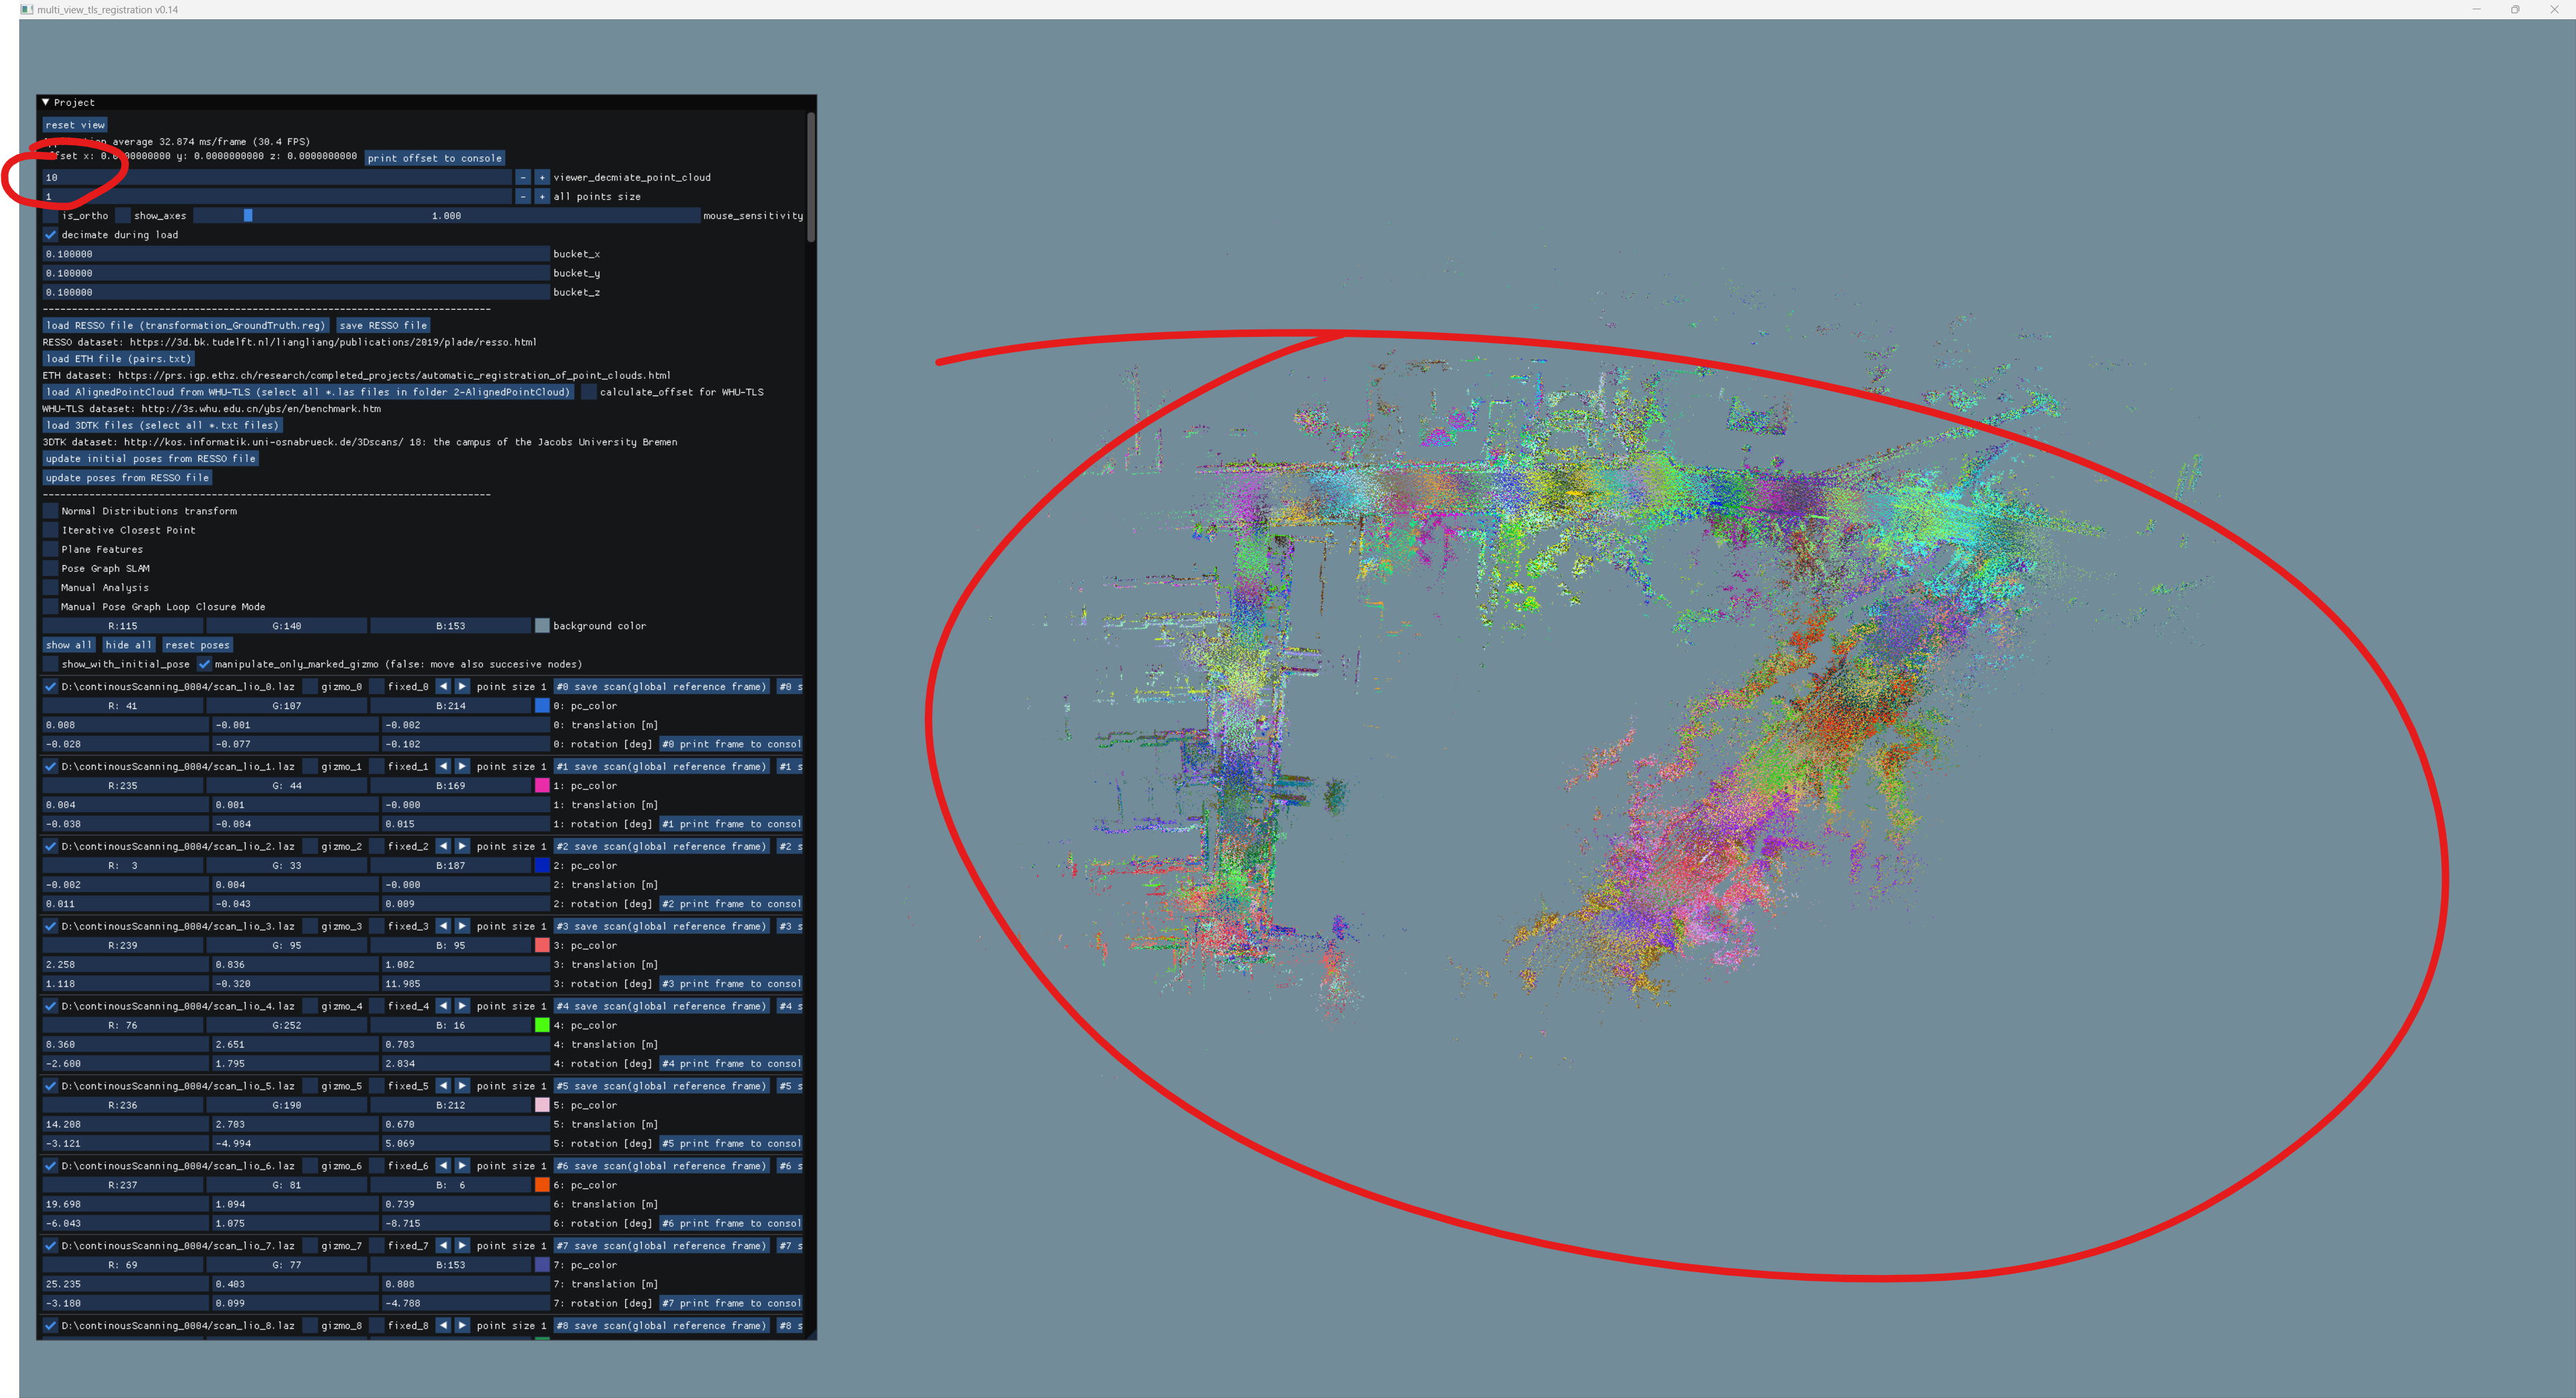 multi_view_tls_registration v0.14
Project
reset view
average 32.874 ms/frame (30.4 FPS)
x: 0.0000000000 y: 0.0000000000 z: 0.0000000000 print offset to console
10 - + viewer_decmiate_point_cloud
1 - + all points size
is_ortho show_axes 1.000 mouse_sensitivity
decimate during load
0.100000 bucket_x
0.100000 bucket_y
0.100000 bucket_z
--------------------------------------------------------------------------------
load RESSO file (transformation_GroundTruth.reg) save RESSO file
RESSO dataset: https://3d.bk.tudelft.nl/liangliang/publications/2019/plade/resso.html
load ETH file (pairs.txt)
ETH dataset: https://prs.igp.ethz.ch/research/completed_projects/automatic_registration_of_point_clouds.html
load AlignedPointCloud from WHU-TLS (select all *.las files in folder 2-AlignedPointCloud) calculate_offset for WHU-TLS
WHU-TLS dataset: http://3s.whu.edu.cn/ybs/en/benchmark.htm
load 3DTK files (select all *.txt files)
3DTK dataset: http://kos.informatik.uni-osnabrueck.de/3Dscans/ 18: the campus of the Jacobs University Bremen
update initial poses from RESSO file
update poses from RESSO file
--------------------------------------------------------------------------------
Normal Distributions transform
Iterative Closest Point
Plane Features
Pose Graph SLAM
Manual Analysis
Manual Pose Graph Loop Closure Mode
R:115 G:140 B:153 background color
show all hide all reset poses
show_with_initial_pose manipulate_only_marked_gizmo (false: move also succesive nodes)
D:\continousScanning_0004/scan_lio_0.laz gizmo_0 fixed_0 point size 1 #0 save scan(global reference frame) #0 s
R: 41 G:107 B:214 0: pc_color
0.008 -0.001 -0.002 0: translation [m]
-0.028 -0.077 -0.102 0: rotation [deg] #0 print frame to consol
D:\continousScanning_0004/scan_lio_1.laz gizmo_1 fixed_1 point size 1 #1 save scan(global reference frame) #1 s
R:235 G: 44 B:169 1: pc_color
0.004 0.001 -0.000 1: translation [m]
-0.038 -0.084 0.015 1: rotation [deg] #1 print frame to consol
D:\continousScanning_0004/scan_lio_2.laz gizmo_2 fixed_2 point size 1 #2 save scan(global reference frame) #2 s
R: 3 G: 33 B:187 2: pc_color
-0.002 0.004 -0.000 2: translation [m]
0.011 -0.043 0.009 2: rotation [deg] #2 print frame to consol
D:\continousScanning_0004/scan_lio_3.laz gizmo_3 fixed_3 point size 1 #3 save scan(global reference frame) #3 s
R:239 G: 95 B: 95 3: pc_color
2.258 0.836 1.002 3: translation [m]
1.118 -0.320 11.985 3: rotation [deg] #3 print frame to consol
D:\continousScanning_0004/scan_lio_4.laz gizmo_4 fixed_4 point size 1 #4 save scan(global reference frame) #4 s
R: 76 G:252 B: 16 4: pc_color
8.360 2.651 0.703 4: translation [m]
-2.600 1.795 2.834 4: rotation [deg] #4 print frame to consol
D:\continousScanning_0004/scan_lio_5.laz gizmo_5 fixed_5 point size 1 #5 save scan(global reference frame) #5 s
R:236 G:190 B:212 5: pc_color
14.208 2.703 0.670 5: translation [m]
-3.121 -4.994 5.069 5: rotation [deg] #5 print frame to consol
D:\continousScanning_0004/scan_lio_6.laz gizmo_6 fixed_6 point size 1 #6 save scan(global reference frame) #6 s
R:237 G: 81 B: 6 6: pc_color
19.698 1.094 0.739 6: translation [m]
-6.043 1.075 -8.715 6: rotation [deg] #6 print frame to consol
D:\continousScanning_0004/scan_lio_7.laz gizmo_7 fixed_7 point size 1 #7 save scan(global reference frame) #7 s
R: 69 G: 77 B:153 7: pc_color
25.235 0.403 0.808 7: translation [m]
-3.180 0.099 -4.788 7: rotation [deg] #7 print frame to consol
D:\continousScanning_0004/scan_lio_8.laz gizmo_8 fixed_8 point size 1 #8 save scan(global reference frame) #8 s